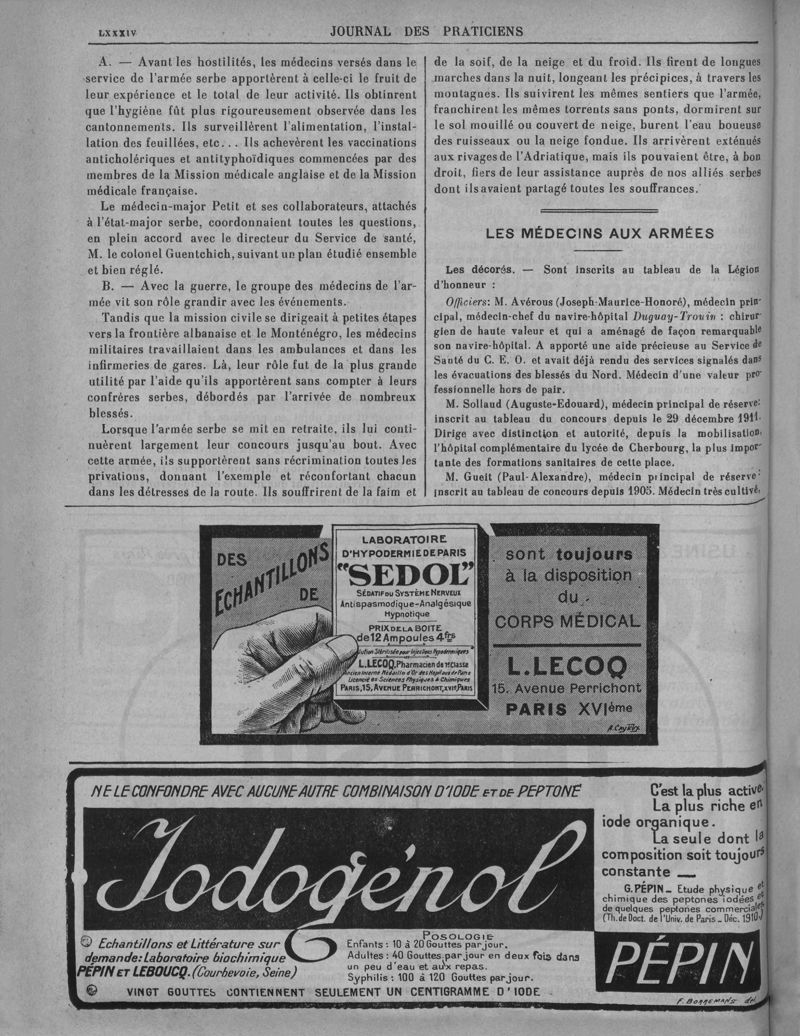 LXXXIV
JOURNAL DES PRATICIENS
A. — Avant les hostilités, les médecins versés dans le
service de l'armée serbe apportèrent à celle-ci le fruit de
leur expérience et le total de leur activité. Ils obtinrent
que l'hygiène fût plus rigoureusement observée dans les
cantonnements. Ils surveillèrent l'alimentation, l'instal-
lation des feuillées, etc... Ils achevèrent les vaccinations
anticholériques et antityphoïdiques commencées par des
membres de la Mission médicale anglaise et de la Mission
médicale française.
Le médecin-major Petit et ses collaborateurs, attachés
à l'état-major serbe, coordonnaient toutes les questions,
en plein accord avec le directeur du Service de santé,
M. le colonel Guentchich, suivant un plan étudié ensemble
et bien réglé.
B. — Avec la guerre, le groupe des médecins de l'ar-
mée vit son rôle grandir avec les événements.
Tandis que la mission civile se dirigeait à petites étapes
vers la frontière albanaise et le Monténégro, les médecins
militaires travaillaient dans les ambulances et dans les
infirmeries de gares. Là, leur rôle fut de la plus grande
utilité par l'aide qu'ils apportèrent sans compter à leurs
confrères serbes, débordés par l'arrivée de nombreux
blessés.
Lorsque l'armée serbe se mit en retraite, ils lui conti-
nuèrent largement leur concours jusqu'au bout. Avec
cette armée, ils supportèrent sans récrimination toutes les
privations, donnant l'exemple et réconfortant chacun
dans les détresses de la route. Ils souffrirent de la faim et
de la soif, de la neige et du froid. Ils firent de longues
marches dans la nuit, longeant les précipices, à travers les
montagnes. Ils suivirent les mêmes sentiers que l'armée,
franchirent les mêmes torrents sans ponts, dormirent sur
le sol mouillé ou couvert de neige, burent l'eau boueuse
des ruisseaux ou la neige fondue. Ils arrivèrent exténués
aux rivages de l'Adriatique, mais ils pouvaient être, à bon
droit, fiers de leur assistance auprès de nos alliés serbes
dont ils avaient partagé toutes les souffrances.
LES MÉDECINS AUX ARMÉES
Les décorés. — Sont inscrits au tableau de la Légion
d'honneur :
Officiers: M. Avérous (Joseph-Maurice-Honoré), médecin prin-
cipal, médecin-chef du navire-hôpital Duguay-Trouin : chirur-
gien de haute valeur et qui a aménagé de façon remarquable
son navire-hôpital. A apporté une aide précieuse au Service de
Santé du C. E. O. et avait déjà rendu des services signalés dans
les évacuations des blessés du Nord. Médecin d'une valeur pro-
fessionnelle hors de pair.
M. Sollaud (Auguste-Edouard), médecin principal de réserve:
inscrit au tableau du concours depuis le 29 décembre 1911.
Dirige avec distinction et autorité, depuis la mobilisation,
l'hôpital complémentaire du lycée de Cherbourg, la plus impor-
tante des formations sanitaires de cette place.
M. Gueit (Paul-Alexandre), médecin principal de réserve:
inscrit au tableau de concours depuis 1905. Médecin très cultivé,
DES
ECHANTILLONS
DE
LABORATOIRE
D'HYPODERMIE DE PARIS
"SEDOL"
SÉDATIF DU SYSTÈME NERVEUX
Antispasmodique-Analgésique
Hypnotique
PRIX DE LA BOITE
de 12 Ampoules 4frs
Solution Stérilisée pour Injections Hypodermiques
L. LECOQ. Pharmacien de 1re Classe
Ancien Interne Médaille d'Or des Hôpitaux de Paris
Licencié es Sciences Physiques & Chimiques
PARIS, 15, AVENUE PERRICHONT, XVIe, PARIS
sont toujours
à la disposition
du
CORPS MÉDICAL
L. LECOQ
15. Avenue Perrichont
PARIS XVIème
NE LE CONFONDRE AVEC AUCUNE AUTRE COMBINAISON D'IODE ET DE PEPTONE
Iodogénol
Echantillons et Littérature sur
demande: Laboratoire biochimique
PÉPIN ET LEBOUCQ. (Courbevoie, Seine)
POSOLOGIE
Enfants : 10 à 20 Gouttes par jour.
Adultes : 40 Gouttes par jour en deux fois dans
un peu d'eau et aux repas.
Syphilis : 100 à 120 Gouttes par jour.
VINGT GOUTTES CONTIENNENT SEULEMENT UN CENTIGRAMME D'IODE
C'est la plus active,
La plus riche en
iode organique.
La seule dont la
composition soit toujours
constante —
G. PÉPIN _ Etude physique et
chimique des peptones iodées et
de quelques peptones commerciales
(Th. de Doct. de l'Univ. de Paris _ Déc. 1910)
PÉPIN